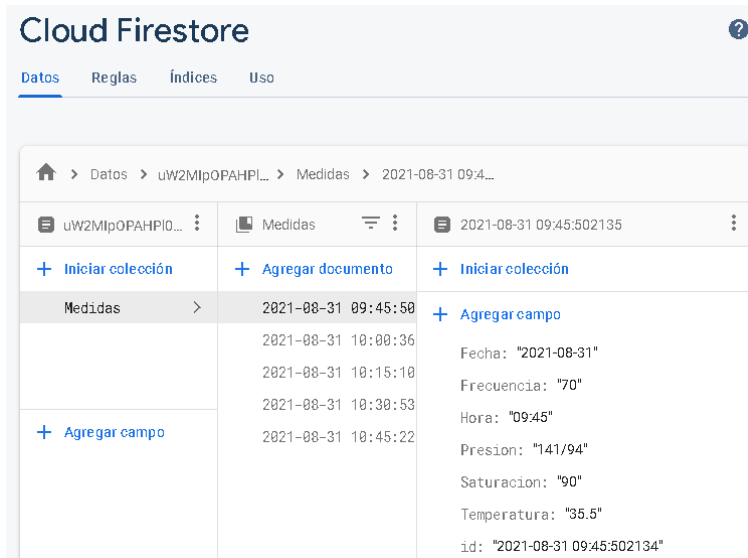 Cloud Firestore
Datos Reglas Índices Uso
Datos > uW2MIpOPAHPl... > Medidas > 2021-08-31 09:4...
uW2MIpOPAHPl0... Medidas 2021-08-31 09:45:502135
+ Iniciar colección + Agregar documento + Iniciar colección
Medidas > 2021-08-31 09:45:50
+ Agregar campo
2021-08-31 10:00:36
Fecha: "2021-08-31"
2021-08-31 10:15:10
Frecuencia: "70"
2021-08-31 10:30:53
Hora: "09:45"
+ Agregar campo 2021-08-31 10:45:22
Presion: "141/94"
Saturacion: "90"
Temperatura: "35.5"
id: "2021-08-31 09:45:502134"